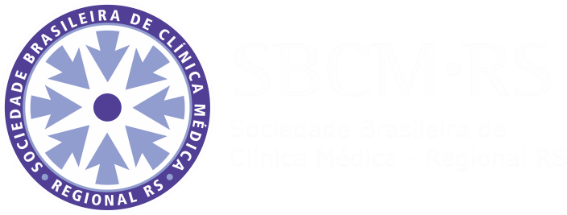 SOCIEDADE BRASILEIRA DE CLÍNICA MÉDICA
• REGIONAL RS •
SBCM•RS
Sociedade Brasileira de
Clínica Médica - Regional RS